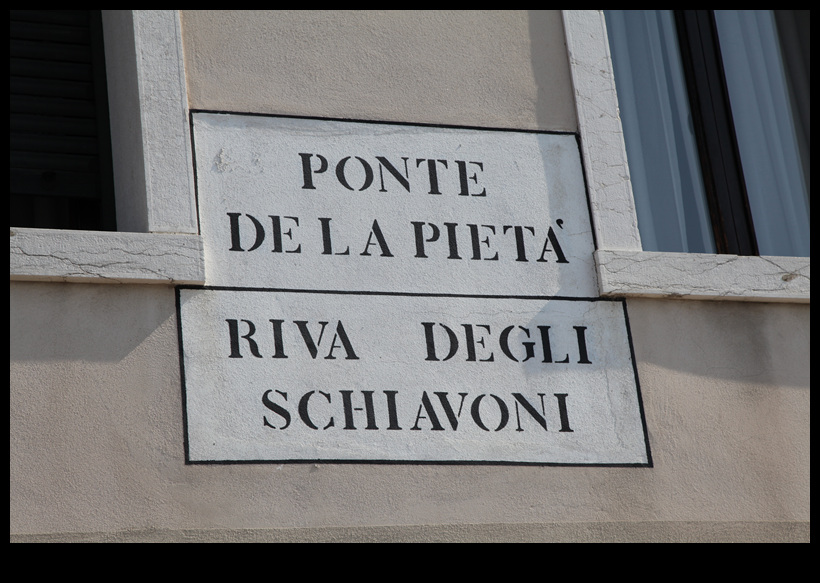 PONTE
DE LA PIETÀ
RIVA DEGLI
SCHIAVONI